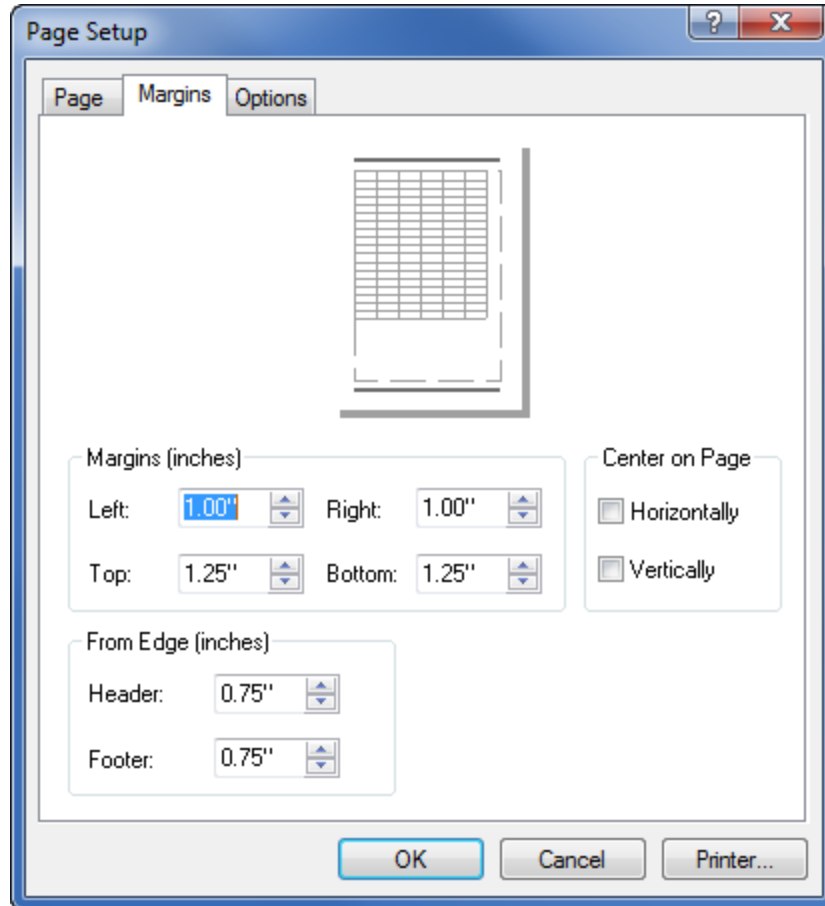 Page Setup
?
Page Margins Options
Margins (inches)
Left: 1.00" Right: 1.00"
Top: 1.25" Bottom: 1.25"
Center on Page
Horizontally
Vertically
From Edge (inches)
Header: 0.75"
Footer: 0.75"
OK Cancel Printer...